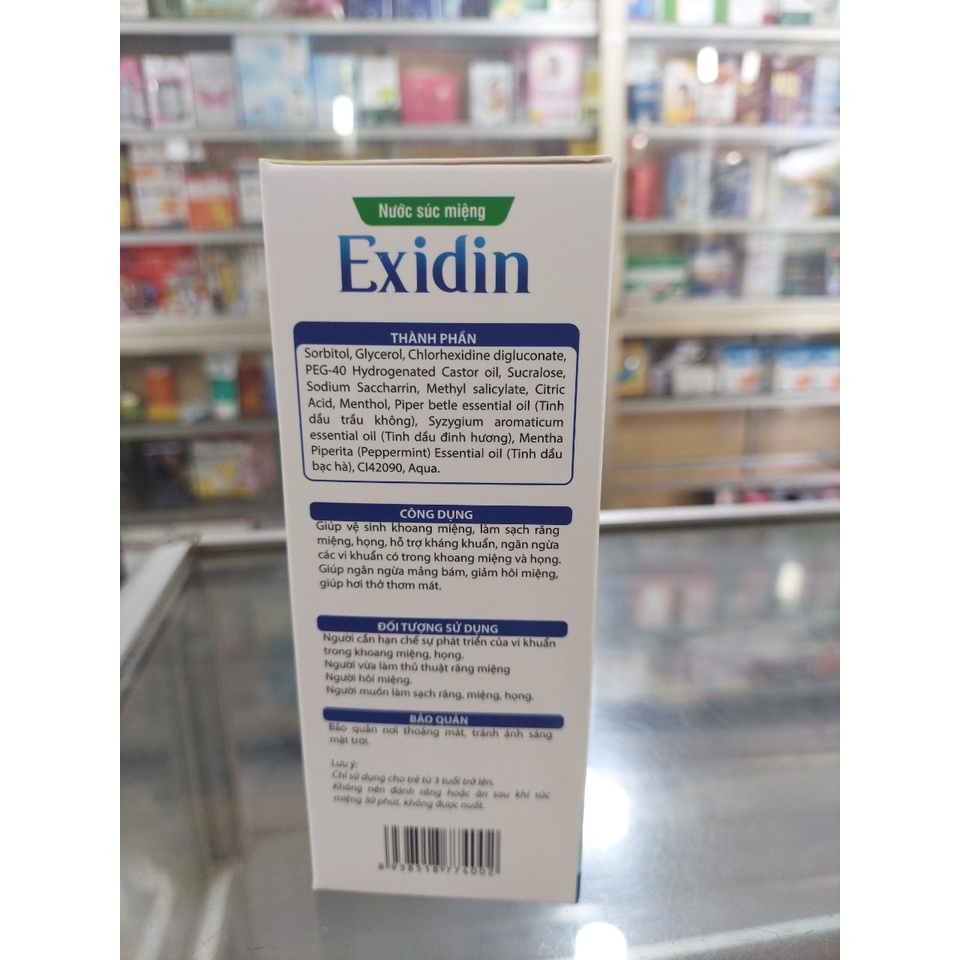 Nước súc miệng
Exidin
THÀNH PHẦN
Sorbitol, Glycerol, Chlorhexidine digluconate,
PEG-40 Hydrogenated Castor oil, Sucralose,
Sodium Saccharrin, Methyl salicylate, Citric
Acid, Menthol, Piper betle essential oil (Tinh
dầu trầu không), Syzygium aromaticum
essential oil (Tinh dầu đinh hương), Mentha
Piperita (Peppermint) Essential oil (Tinh dầu
bạc hà), CI42090, Aqua.
CÔNG DỤNG
Giúp vệ sinh khoang miệng, làm sạch răng
miệng, họng, hỗ trợ kháng khuẩn, ngăn ngừa
các vi khuẩn có trong khoang miệng và họng.
Giúp ngăn ngừa mảng bám, giảm hôi miệng,
giúp hơi thở thơm mát.
ĐỐI TƯỢNG SỬ DỤNG
Người cần hạn chế sự phát triển của vi khuẩn
trong khoang miệng, họng.
Người vừa làm thủ thuật răng miệng
Người hôi miệng.
Người muốn làm sạch răng, miệng, họng.
BẢO QUẢN
Bảo quản nơi thoáng mát, tránh ánh sáng
mặt trời.
Lưu ý:
Chỉ sử dụng cho trẻ từ 3 tuổi trở lên.
Không nên đánh răng hoặc ăn sau khi súc
miệng 30 phút, không được nuốt.
6 938518 774002